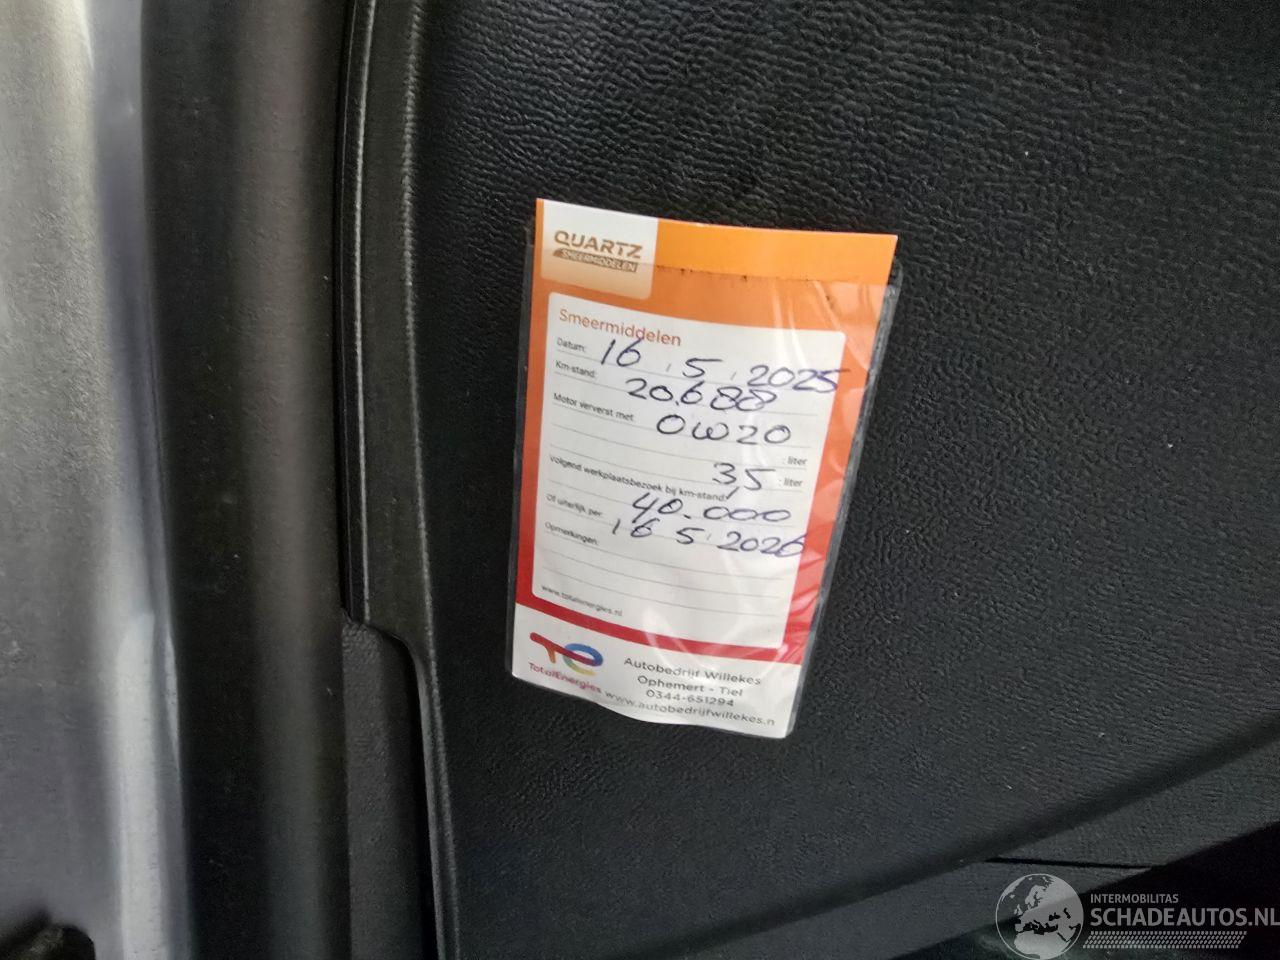 QUARTZ
SMEERMIDDELEN
Smeermiddelen
Datum: 16 . 5 . 2025
Km-stand: 20.688
Motor ververst met: 0W20
: liter
3,5 : liter
Volgend werkplaatsbezoek bij km-stand: 40.000
Of uiterlijk per: 16 5 . 2026
Opmerkingen:
www.totalenergies.nl
TotalEnergies
Autobedrijf Willekes
Ophemert - Tiel
0344-651294
www.autobedrijfwillekes.n
INTERMOBILITAS
SCHADEAUTOS.NL